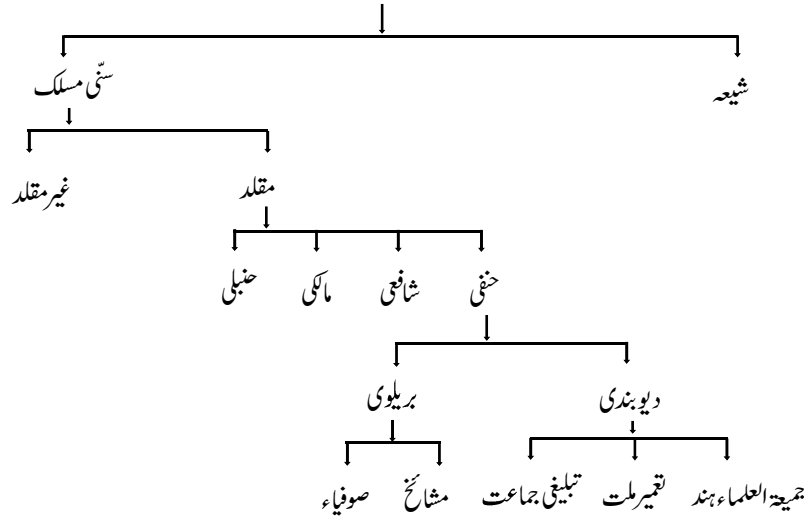 شیعہ سنّی مسلک
مقلد غیر مقلد
حنفی شافعی مالکی حنبلی
دیوبندی بریلوی
جمیعۃ العلماء ہند تعمیر ملت تبلیغی جماعت مشائخ صوفیاء